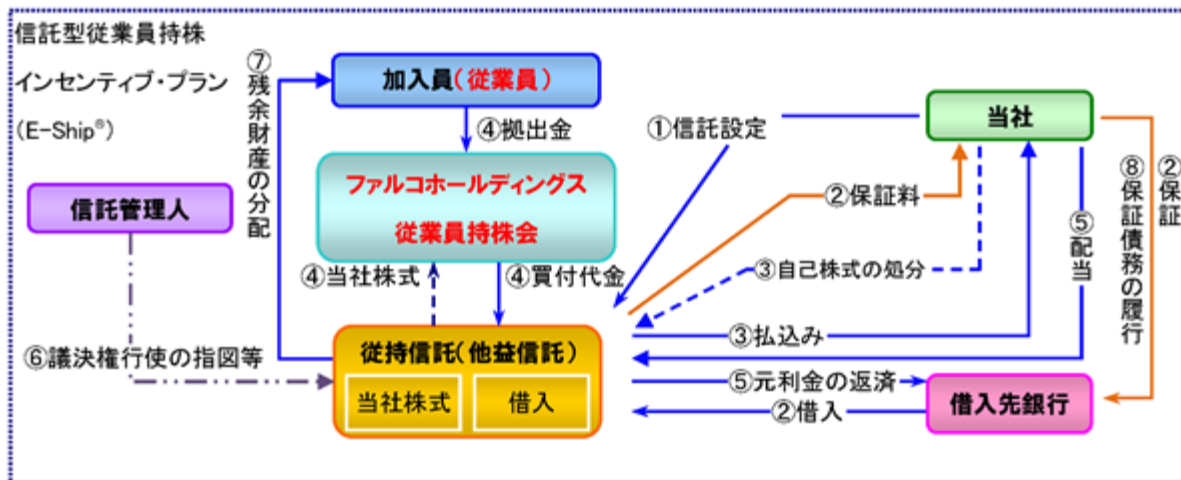 信託型従業員持株
インセンティブ・プラン
(E-Ship®)
⑦残余財産の分配
加入員(従業員)
④拠出金
ファルコホールディングス
従業員持株会
信託管理人
④当社株式
④買付代金
⑥議決権行使の指図等
従持信託(他益信託)
当社株式
借入
①信託設定
当社
②保証料
③自己株式の処分
③払込み
⑤配当
⑧保証債務の履行
②保証
⑤元利金の返済
②借入
借入先銀行